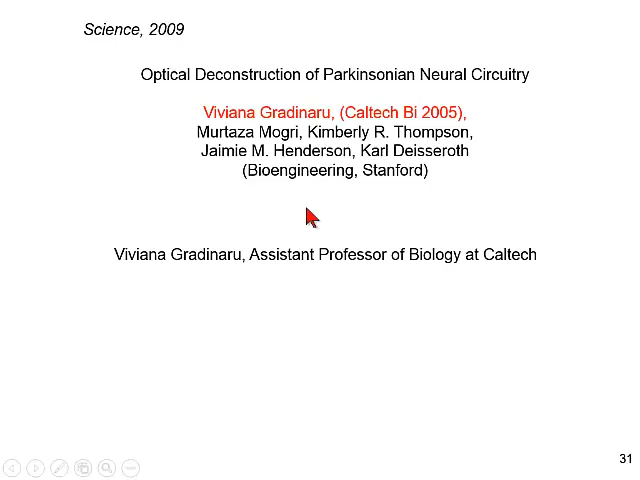 Science, 2009
Optical Deconstruction of Parkinsonian Neural Circuitry
Viviana Gradinaru, (Caltech Bi 2005),
Murtaza Mogri, Kimberly R. Thompson,
Jaimie M. Henderson, Karl Deisseroth
(Bioengineering, Stanford)
Viviana Gradinaru, Assistant Professor of Biology at Caltech
31